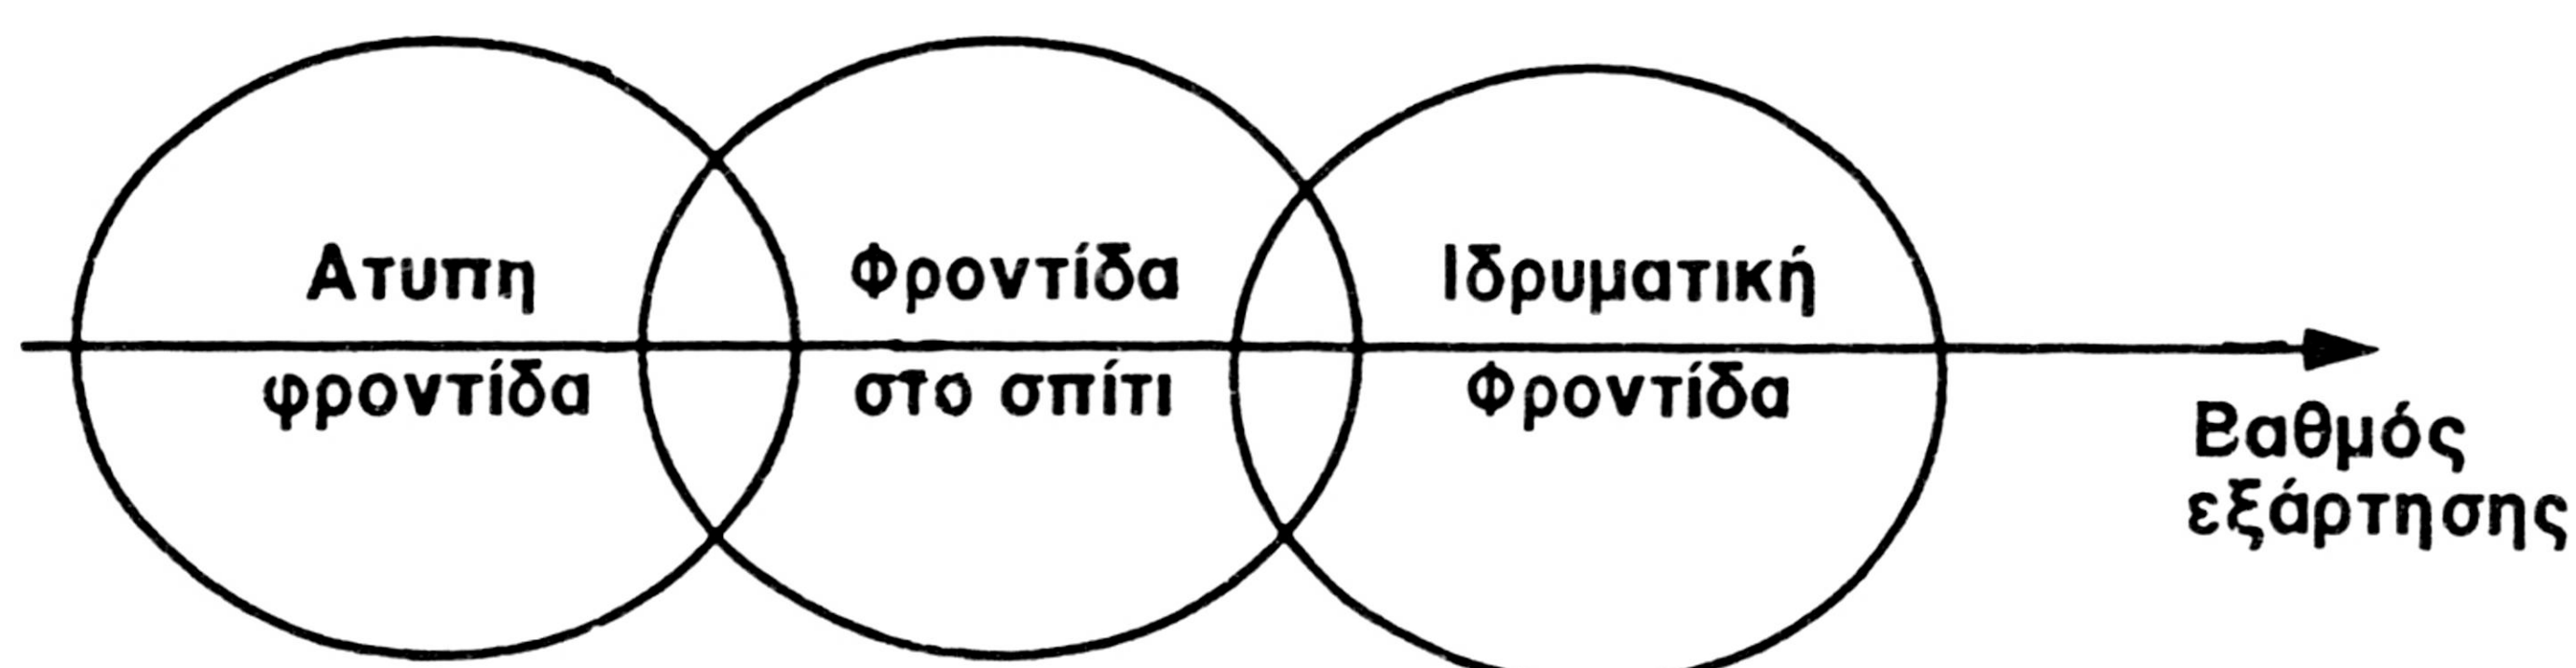 Ατυπη
φροντίδα
Φροντίδα
στο σπίτι
Ιδρυματική
Φροντίδα
Βαθμός
εξάρτησης